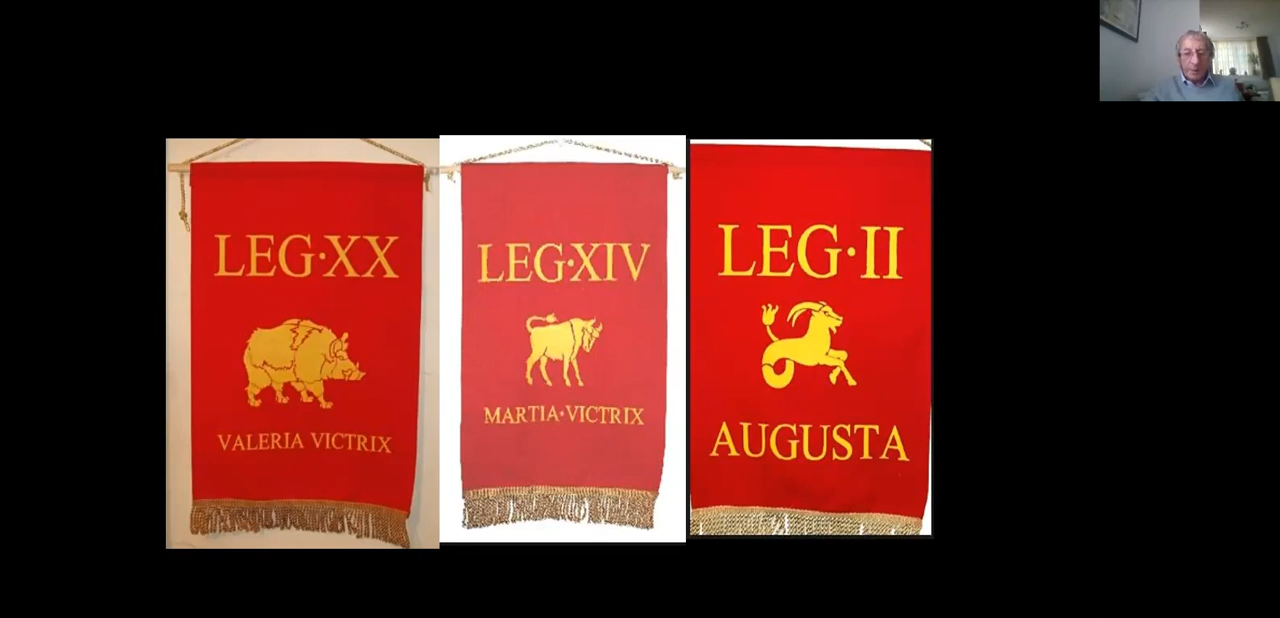 LEG·XX
VALERIA VICTRIX
LEG·XIV
MARTIA·VICTRIX
LEG·II
AUGUSTA